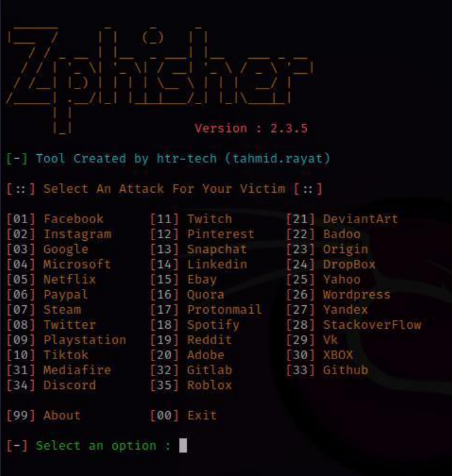 Zphisher
Version : 2.3.5
[-] Tool Created by htr-tech (tahmid.rayat)
[::] Select An Attack For Your Victim [::]
[01] Facebook [11] Twitch [21] DeviantArt
[02] Instagram [12] Pinterest [22] Badoo
[03] Google [13] Snapchat [23] Origin
[04] Microsoft [14] Linkedin [24] DropBox
[05] Netflix [15] Ebay [25] Yahoo
[06] Paypal [16] Quora [26] Wordpress
[07] Steam [17] Protonmail [27] Yandex
[08] Twitter [18] Spotify [28] StackoverFlow
[09] Playstation [19] Reddit [29] Vk
[10] Tiktok [20] Adobe [30] XBOX
[31] Mediafire [32] Gitlab [33] Github
[34] Discord [35] Roblox
[99] About [00] Exit
[-] Select an option :